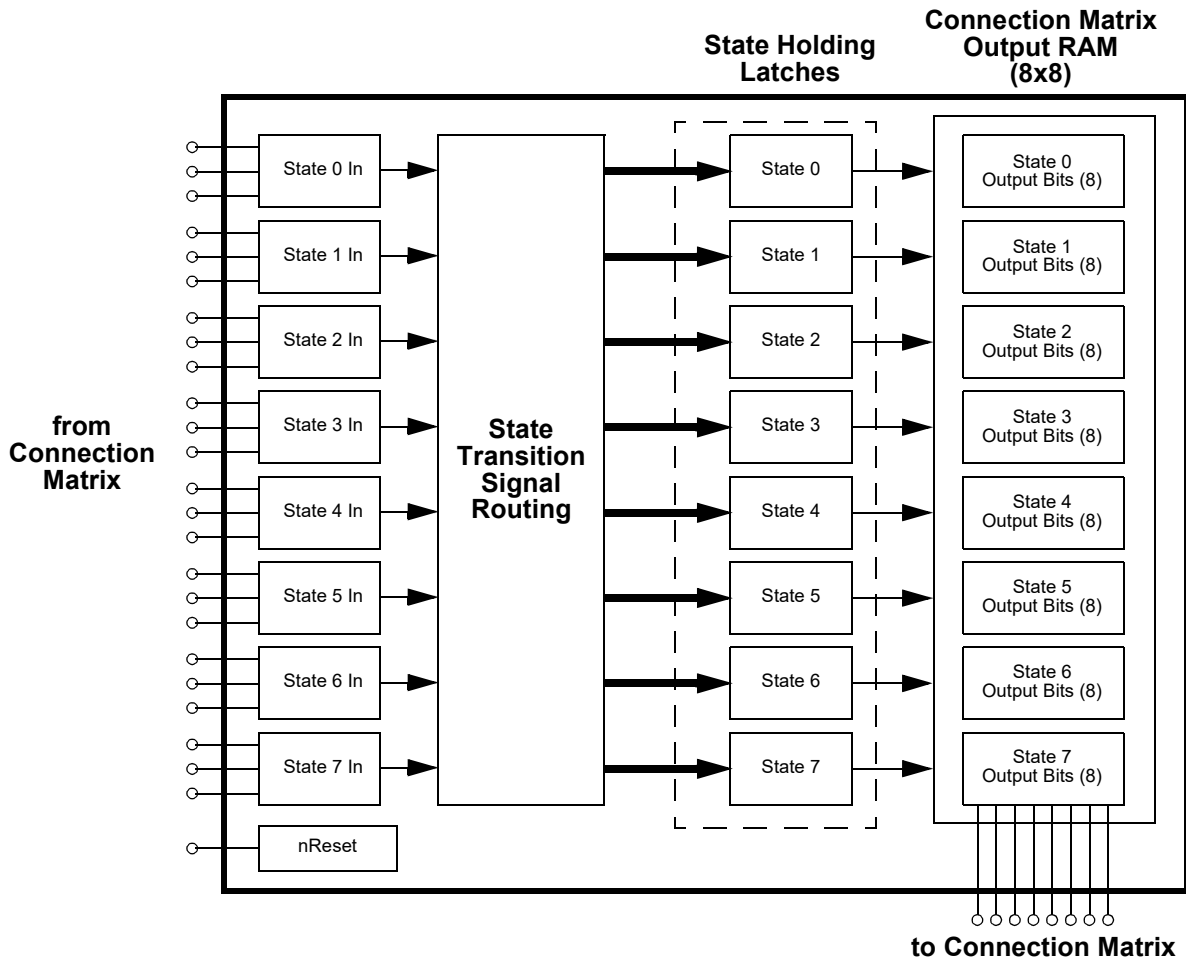 State Holding
Latches
Connection Matrix
Output RAM
(8x8)
State 0 In
State 0
State 0
Output Bits (8)
State 1 In
State 1
State 1
Output Bits (8)
State 2 In
State 2
State 2
Output Bits (8)
from
Connection
Matrix
State 3 In
State Transition
Signal
Routing
State 3
State 3
Output Bits (8)
State 4 In
State 4
State 4
Output Bits (8)
State 5 In
State 5
State 5
Output Bits (8)
State 6 In
State 6
State 6
Output Bits (8)
State 7 In
State 7
State 7
Output Bits (8)
nReset
to Connection Matrix